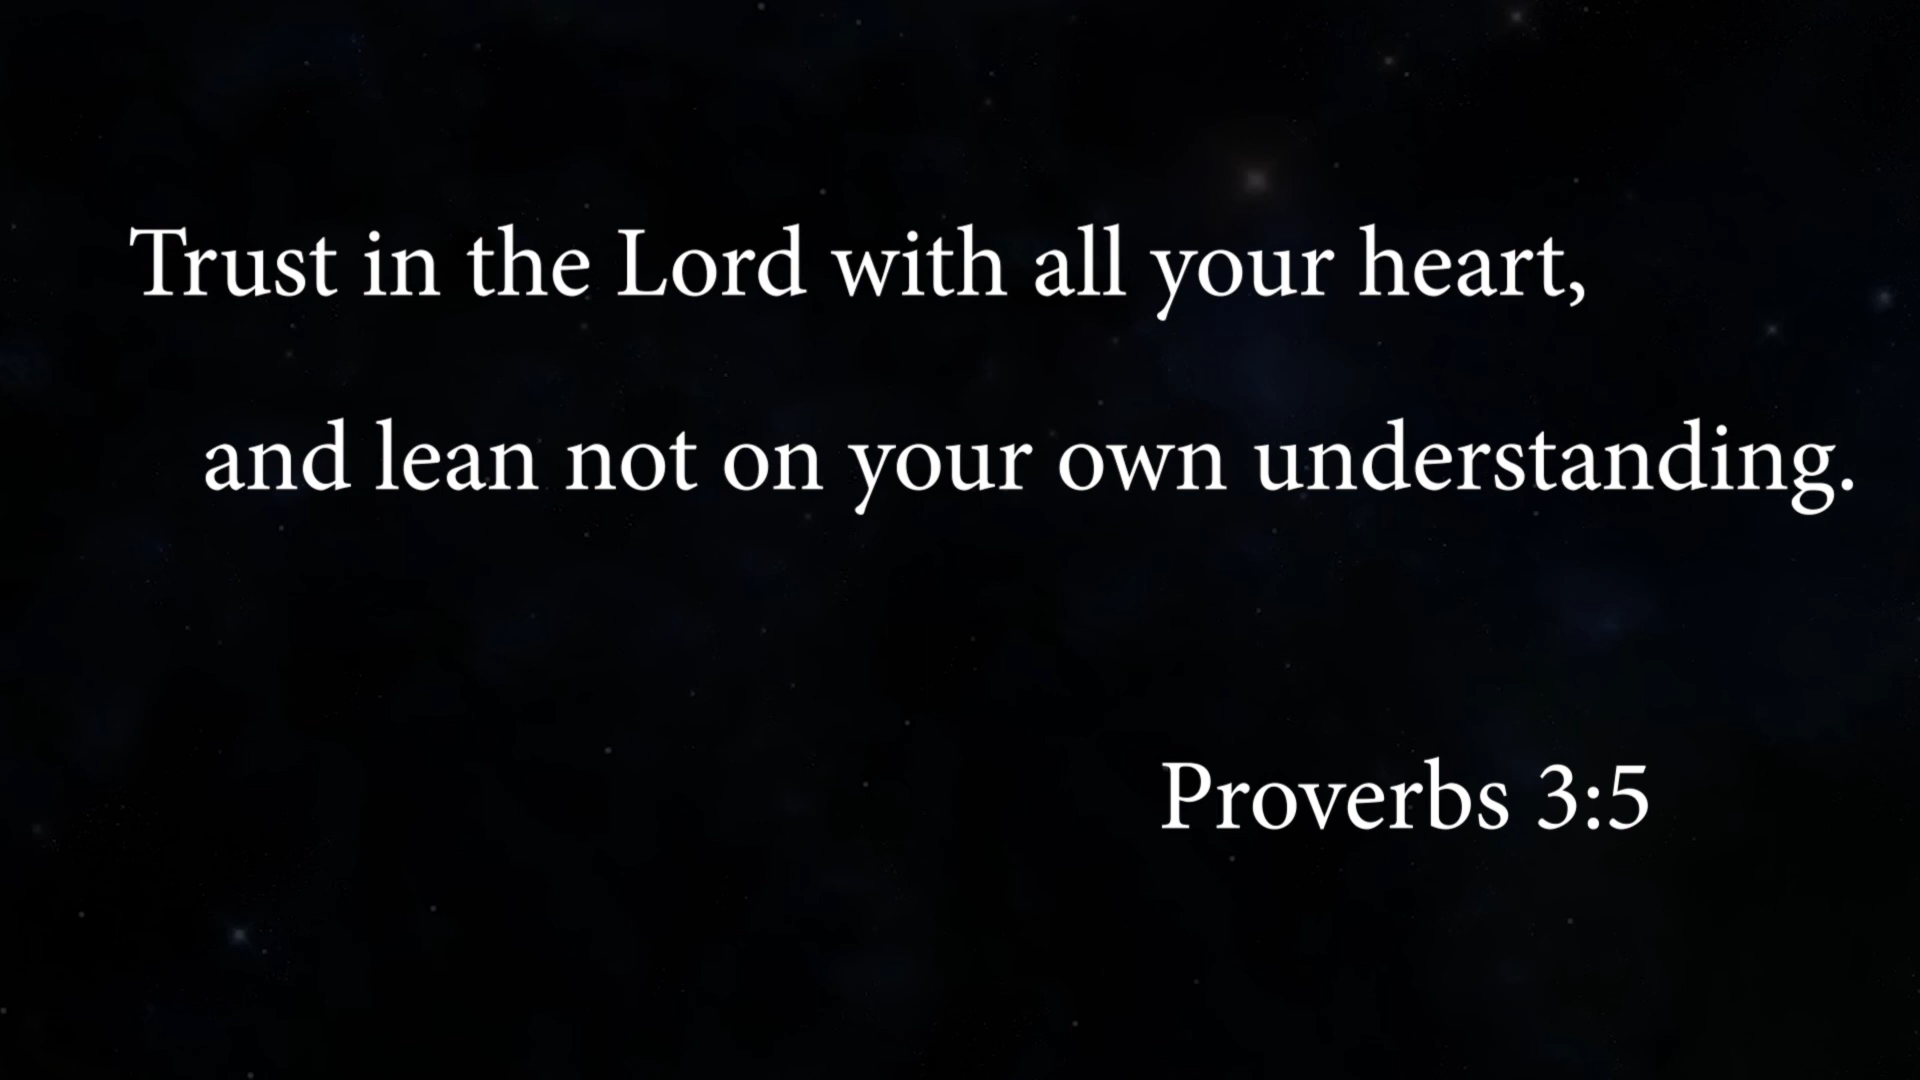 Trust in the Lord with all your heart,
and lean not on your own understanding.
Proverbs 3:5